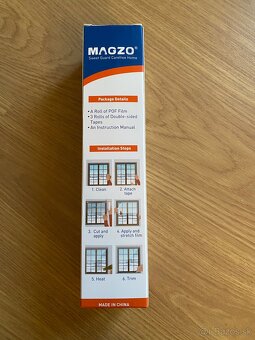 MAGZO®
Sweet Guard Carefree Home
Package Details
• A Roll of POF Film
• 3 Rolls of Double-sided
Tapes
• An Instruction Manual
Installation Steps
1. Clean
2. Attach
tape
3. Cut and
apply
4. Apply and
stretch film
5. Heat
6. Trim
MADE IN CHINA